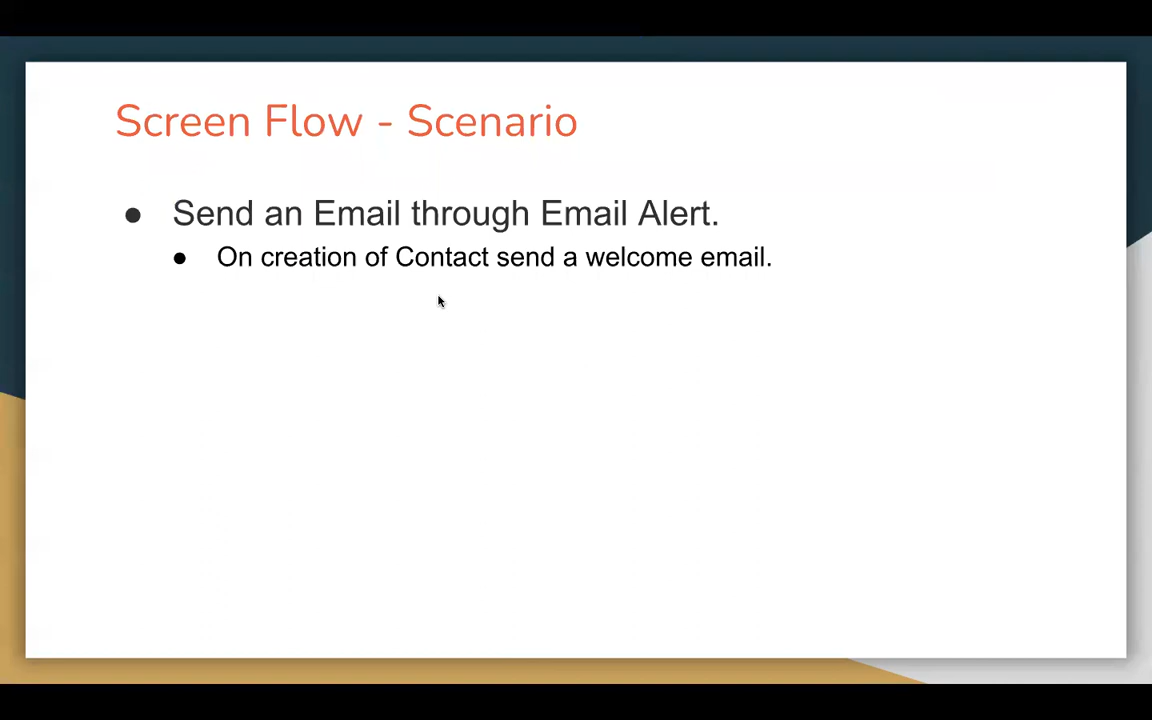 Screen Flow - Scenario
● Send an Email through Email Alert.
● On creation of Contact send a welcome email.